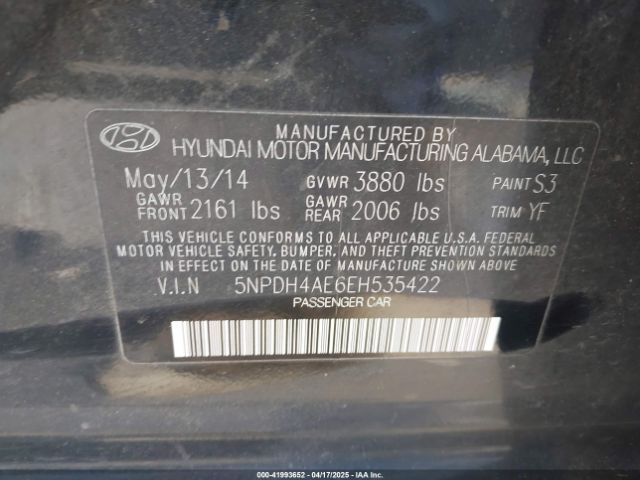 MANUFACTURED BY
HYUNDAI MOTOR MANUFACTURING ALABAMA, LLC
May/13/14 GVWR 3880 lbs PAINT S3
GAWR FRONT 2161 lbs GAWR REAR 2006 lbs TRIM YF
THIS VEHICLE CONFORMS TO ALL APPLICABLE U.S.A. FEDERAL
MOTOR VEHICLE SAFETY, BUMPER, AND THEFT PREVENTION STANDARDS
IN EFFECT ON THE DATE OF MANUFACTURE SHOWN ABOVE.
V.I.N 5NPDH4AE6EH535422
PASSENGER CAR
000-41993652 - 04/17/2025 - IAAI.COM